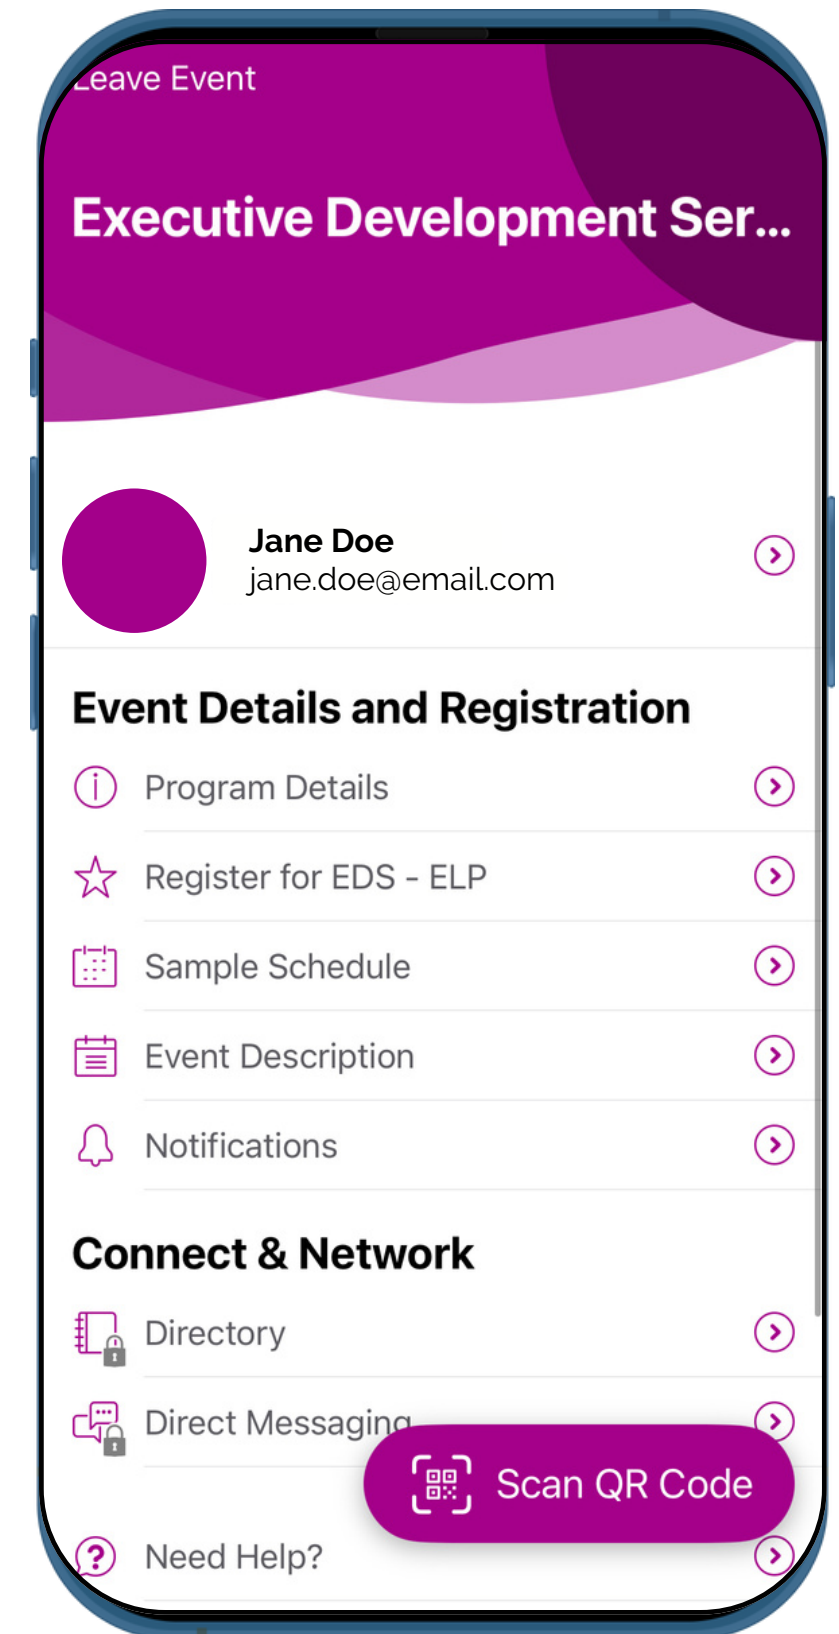 Leave Event
Executive Development Ser...
Jane Doe
jane.doe@email.com
Event Details and Registration
Program Details
Register for EDS - ELP
Sample Schedule
Event Description
Notifications
Connect & Network
Directory
Direct Messaging
Scan QR Code
Need Help?